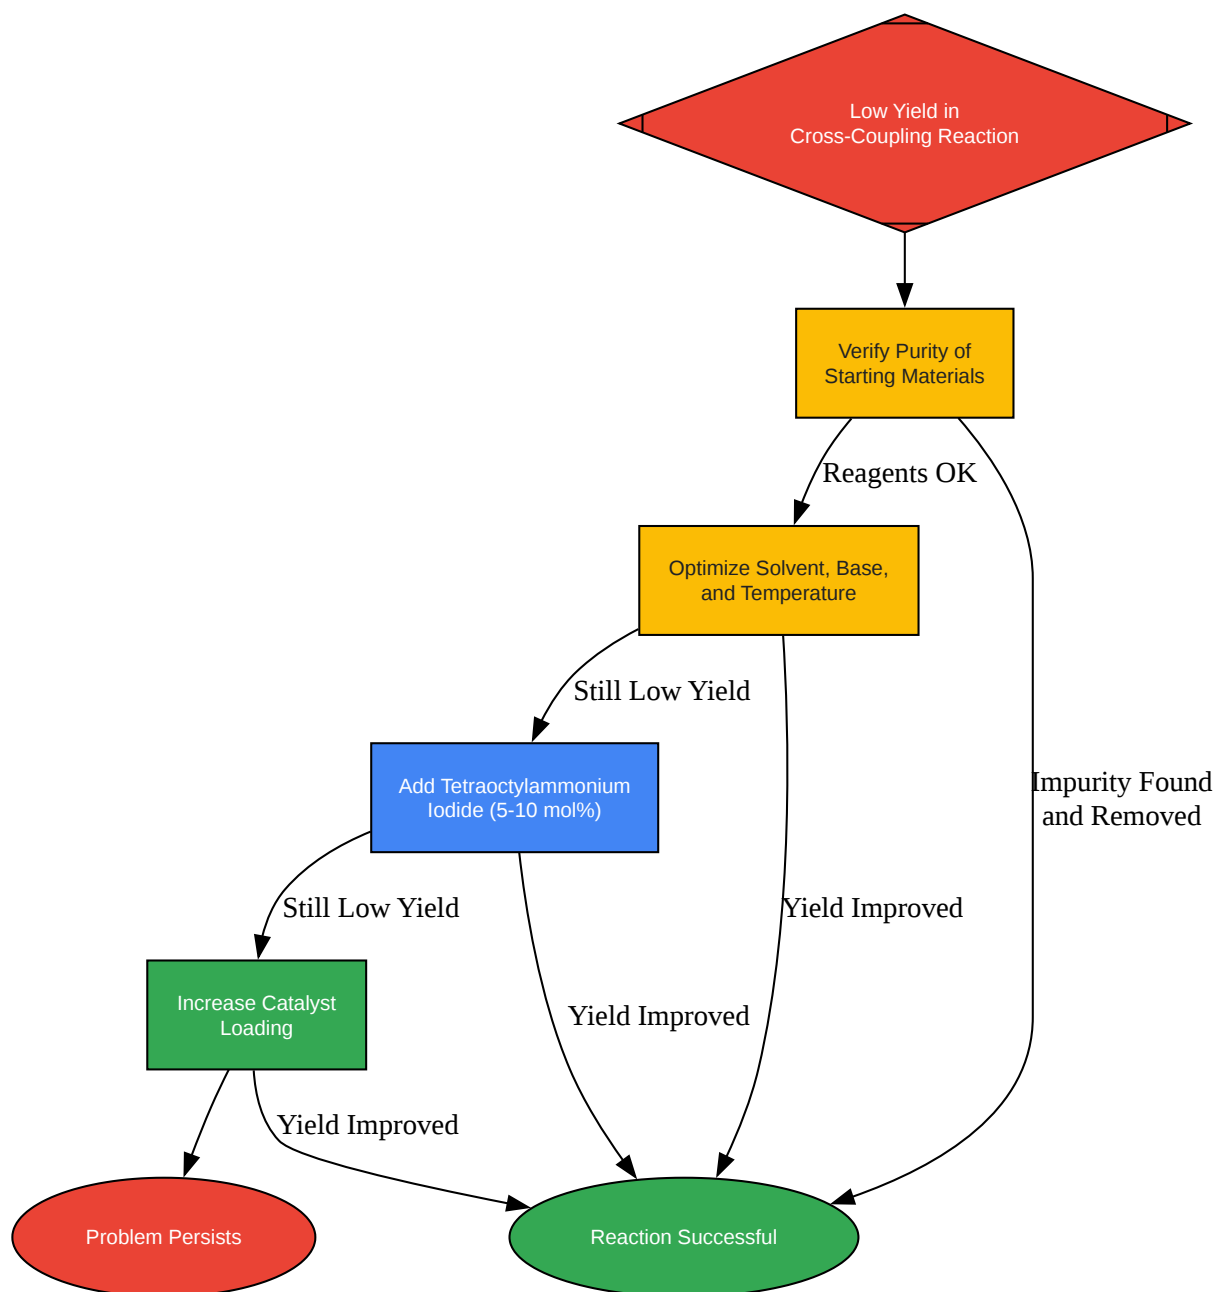 Low Yield in
Cross-Coupling Reaction
Verify Purity of
Starting Materials
Reagents OK
Optimize Solvent, Base,
and Temperature
Still Low Yield
Add Tetraoctylammonium
Iodide (5-10 mol%)
Impurity Found
and Removed
Still Low Yield
Yield Improved
Increase Catalyst
Loading
Yield Improved
Yield Improved
Problem Persists
Reaction Successful